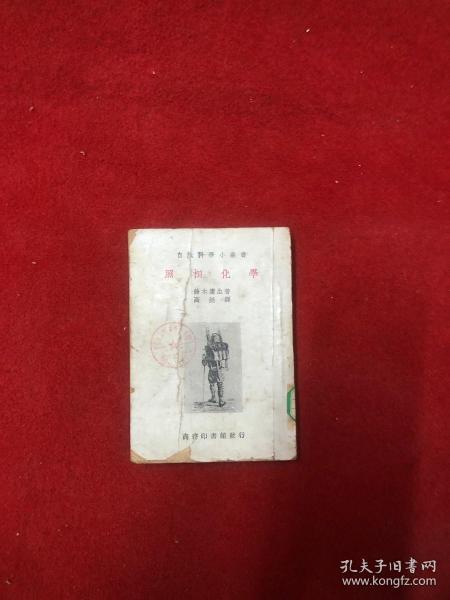 自然科學小叢書
照相化學
鈴木庸生著
高銛譯
商務印書館發行
孔夫子旧书网
www.kongfz.com